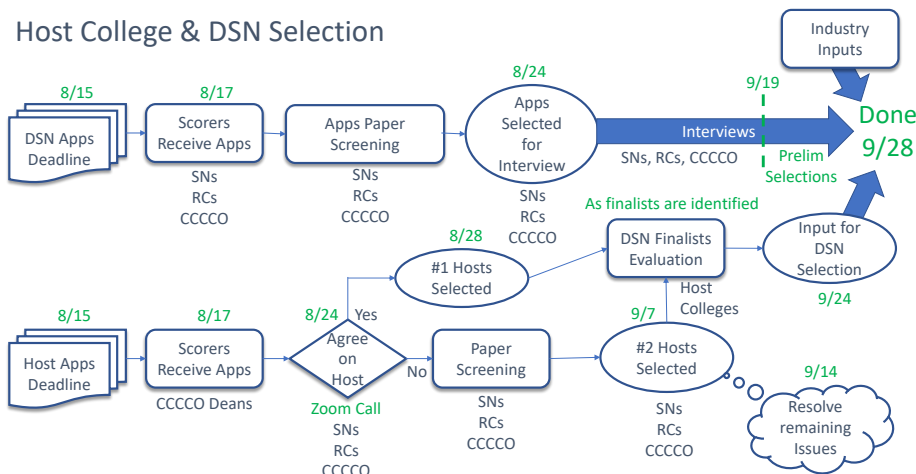 Host College & DSN Selection
Industry
Inputs
8/15
DSN Apps
Deadline
8/17
Scorers
Receive Apps
SNs
RCs
CCCCO
Apps Paper
Screening
SNs
RCs
CCCCO
8/24
Apps
Selected
for
Interview
SNs
RCs
CCCCO
9/19
Interviews
SNs, RCs, CCCCO
Prelim
Selections
Done
9/28
As finalists are identified
8/28
#1 Hosts
Selected
DSN Finalists
Evaluation
Input for
DSN
Selection
9/24
Host
Colleges
8/15
Host Apps
Deadline
8/17
Scorers
Receive Apps
CCCCO Deans
8/24
Yes
Agree
on
Host
No
Zoom Call
SNs
RCs
CCCCO
Paper
Screening
SNs
RCs
CCCCO
9/7
#2 Hosts
Selected
SNs
RCs
CCCCO
9/14
Resolve
remaining
Issues